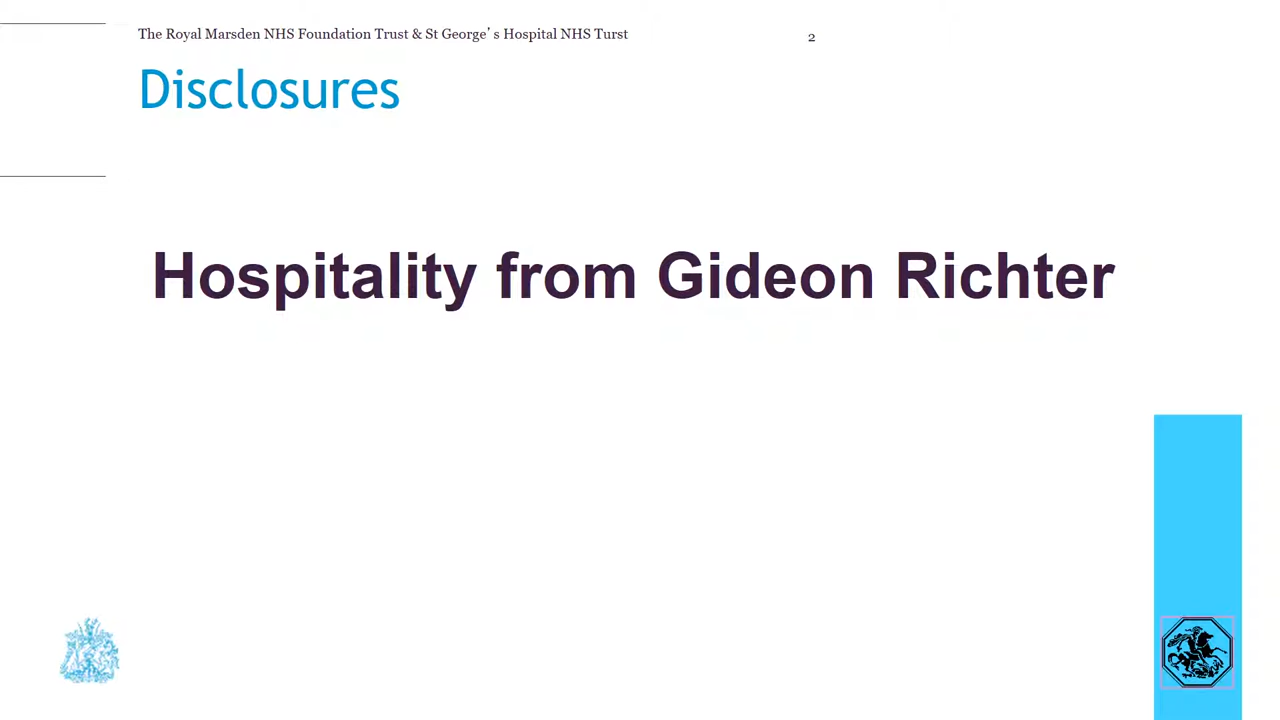 The Royal Marsden NHS Foundation Trust & St George’s Hospital NHS Turst
2
Disclosures
Hospitality from Gideon Richter